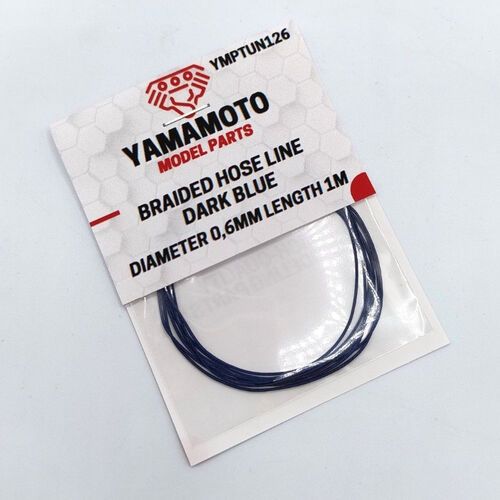 YMPTUN126
YAMAMOTO
MODEL PARTS
BRAIDED HOSE LINE
DARK BLUE
DIAMETER 0,6MM LENGTH 1M